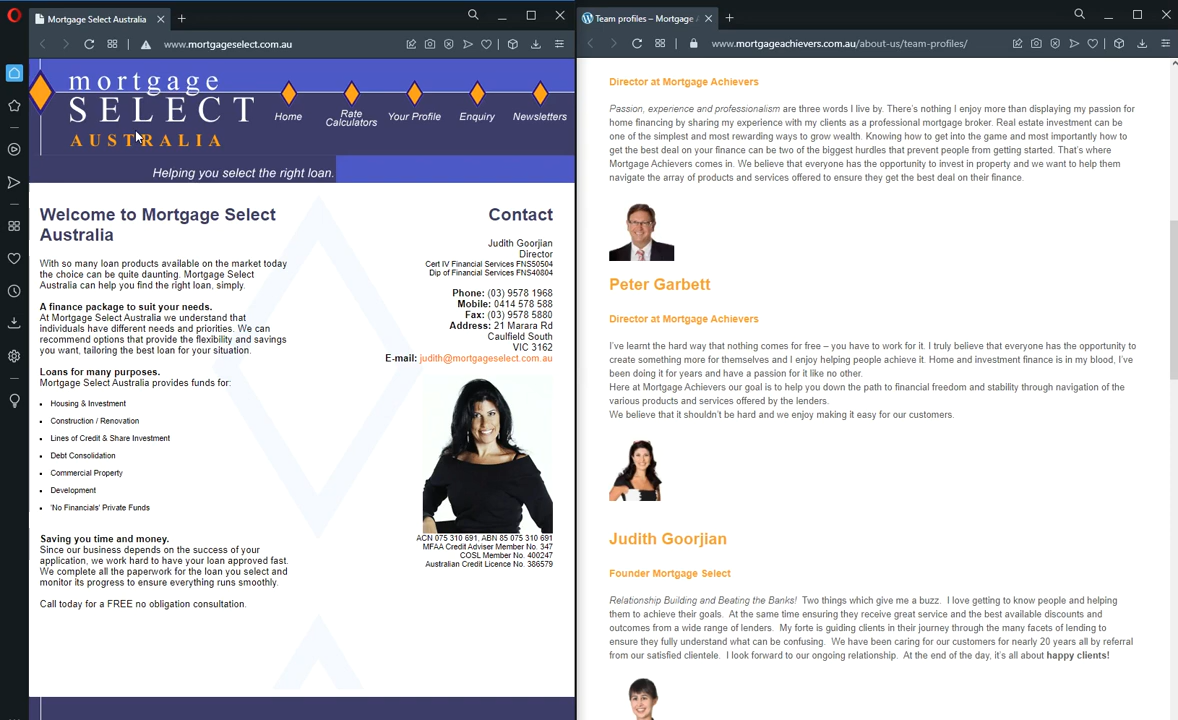 Mortgage Select Australia
www.mortgageselect.com.au
mortgage
SELECT
AUSTRALIA
Home
Rate
Calculators
Your Profile
Enquiry
Newsletters
Helping you select the right loan.
Welcome to Mortgage Select
Australia
With so many loan products available on the market today
the choice can be quite daunting. Mortgage Select
Australia can help you find the right loan, simply.
A finance package to suit your needs.
At Mortgage Select Australia we understand that
individuals have different needs and priorities. We can
recommend options that provide the flexibility and savings
you want, tailoring the best loan for your situation.
Loans for many purposes.
Mortgage Select Australia provides funds for:
• Housing & Investment
• Construction / Renovation
• Lines of Credit & Share Investment
• Debt Consolidation
• Commercial Property
• Development
• 'No Financials' Private Funds
Saving you time and money.
Since our business depends on the success of your
application, we work hard to have your loan approved fast.
We complete all the paperwork for the loan you select and
monitor its progress to ensure everything runs smoothly.
Call today for a FREE no obligation consultation.
Contact
Judith Goorjian
Director
Cert IV Financial Services FNS50504
Dip of Financial Services FNS40804
Phone: (03) 9578 1968
Mobile: 0414 578 588
Fax: (03) 9578 5880
Address: 21 Marara Rd
Caulfield South
VIC 3162
E-mail: judith@mortgageselect.com.au
ACN 075 310 691, ABN 85 075 310 691
MFAA Credit Adviser Member No. 347
COSL Member No. 400247
Australian Credit Licence No. 386579
Team profiles – Mortgage A
www.mortgageachievers.com.au/about-us/team-profiles/
Director at Mortgage Achievers
Passion, experience and professionalism are three words I live by. There's nothing I enjoy more than displaying my passion for
home financing by sharing my experience with my clients as a professional mortgage broker. Real estate investment can be
one of the simplest and most rewarding ways to grow wealth. Knowing how to get into the game and most importantly how to
get the best deal on your finance can be two of the biggest hurdles that prevent people from getting started. That's where
Mortgage Achievers comes in. We believe that everyone has the opportunity to invest in property and we want to help them
navigate the array of products and services offered to ensure they get the best deal on their finance.
Peter Garbett
Director at Mortgage Achievers
I've learnt the hard way that nothing comes for free – you have to work for it. I truly believe that everyone has the opportunity to
create something more for themselves and I enjoy helping people achieve it. Home and investment finance is in my blood, I've
been doing it for years and have a passion for it like no other.
Here at Mortgage Achievers our goal is to help you down the path to financial freedom and stability through navigation of the
various products and services offered by the lenders.
We believe that it shouldn't be hard and we enjoy making it easy for our customers.
Judith Goorjian
Founder Mortgage Select
Relationship Building and Beating the Banks! Two things which give me a buzz. I love getting to know people and helping
them to achieve their goals. At the same time ensuring they receive great service and the best available discounts and
outcomes from a wide range of lenders. My forte is guiding clients in their journey through the many facets of lending to
ensure they fully understand what can be confusing. We have been caring for our customers for nearly 20 years all by referral
from our satisfied clientele. I look forward to our ongoing relationship. At the end of the day, it's all about happy clients!